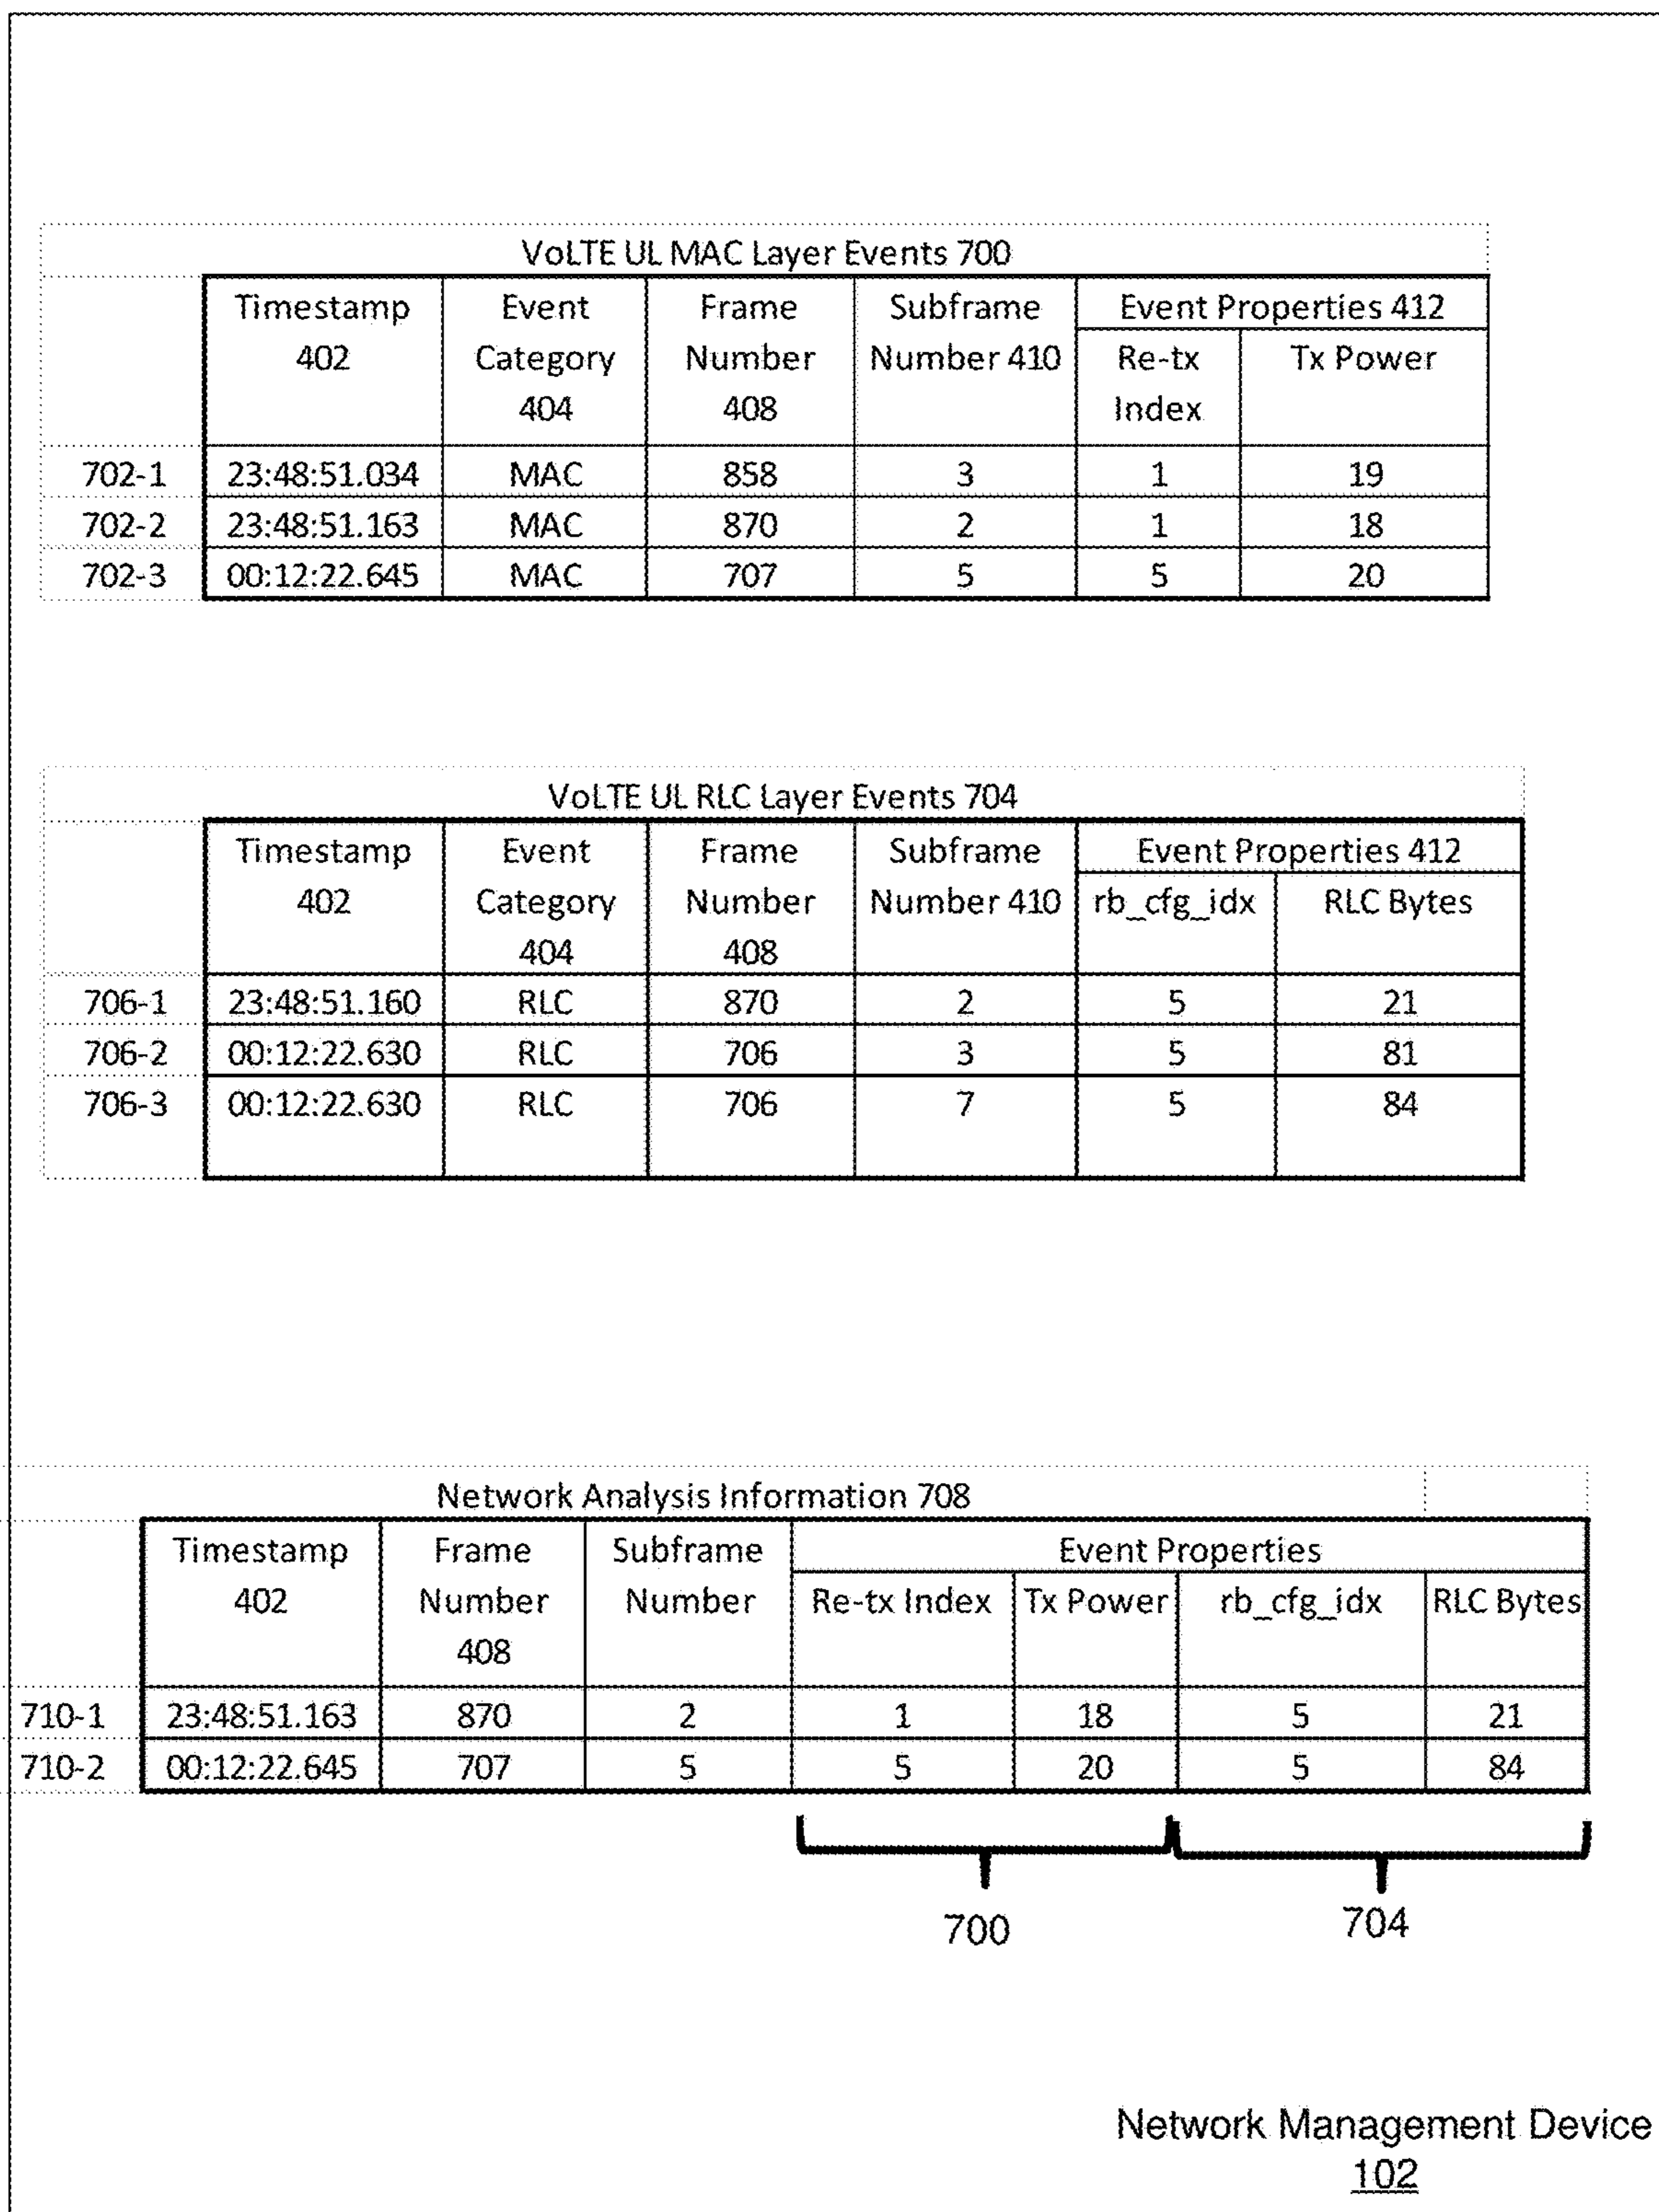 VoLTE UL MAC Layer Events 700
Timestamp 402 Event Category 404 Frame Number 408 Subframe Number 410 Event Properties 412
Re-tx Index Tx Power
702-1 23:48:51.034 MAC 858 3 1 19
702-2 23:48:51.163 MAC 870 2 1 18
702-3 00:12:22.645 MAC 707 5 5 20
VoLTE UL RLC Layer Events 704
Timestamp 402 Event Category 404 Frame Number 408 Subframe Number 410 Event Properties 412
rb_cfg_idx RLC Bytes
706-1 23:48:51.160 RLC 870 2 5 21
706-2 00:12:22.630 RLC 706 3 5 81
706-3 00:12:22.630 RLC 706 7 5 84
Network Analysis Information 708
Timestamp 402 Frame Number 408 Subframe Number Event Properties
Re-tx Index Tx Power rb_cfg_idx RLC Bytes
710-1 23:48:51.163 870 2 1 18 5 21
710-2 00:12:22.645 707 5 5 20 5 84
700 704
Network Management Device
102